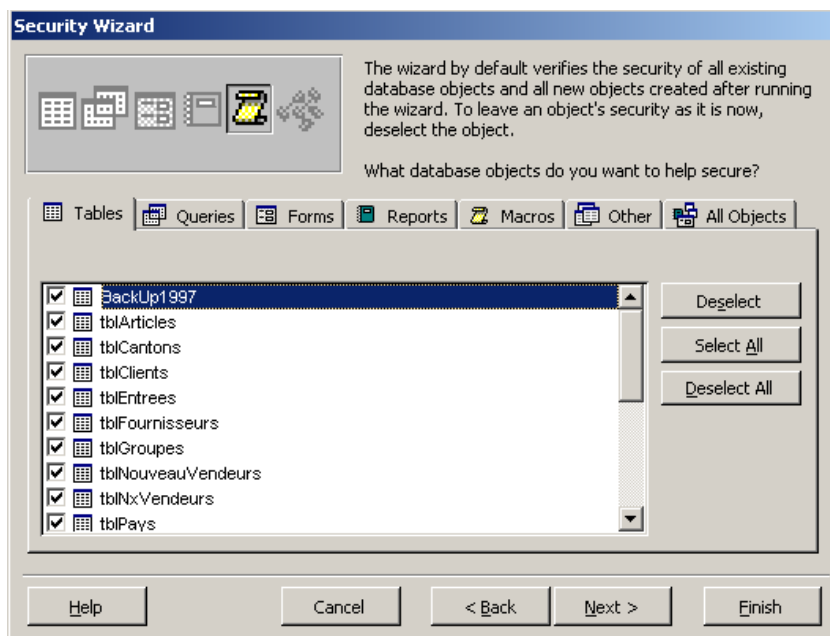 Security Wizard
The wizard by default verifies the security of all existing
database objects and all new objects created after running
the wizard. To leave an object's security as it is now,
deselect the object.
What database objects do you want to help secure?
Tables Queries Forms Reports Macros Other All Objects
BackUp1997
tblArticles
tblCantons
tblClients
tblEntrees
tblFournisseurs
tblGroupes
tblNouveauVendeurs
tblNxVendeurs
tblPays
Deselect
Select All
Deselect All
Help Cancel < Back Next > Finish